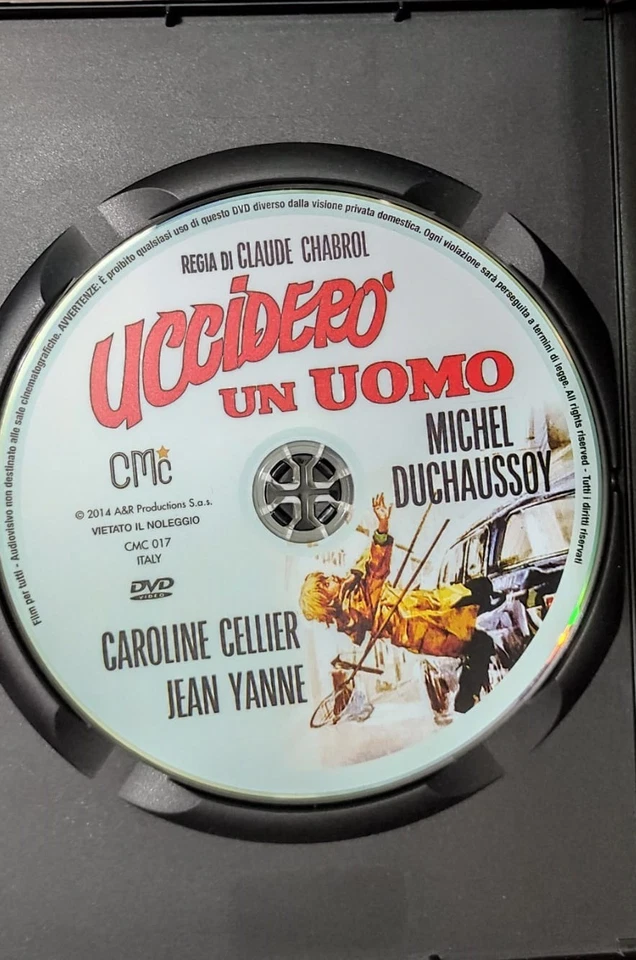 Film per tutti - Audiovisivo non destinato alle sale cinematografiche. AVVERTENZE: È proibito qualsiasi uso di questo DVD diverso dalla visione privata domestica. Ogni violazione sarà perseguita a termini di legge. All rights riserved - Tutti i diritti riservati
REGIA DI CLAUDE CHABROL
UCCIDERO'
UN UOMO
MICHEL
DUCHAUSSOY
CMC
© 2014 A&R Productions S.a.s.
VIETATO IL NOLEGGIO
CMC 017
ITALY
DVD
VIDEO
CAROLINE CELLIER
JEAN YANNE